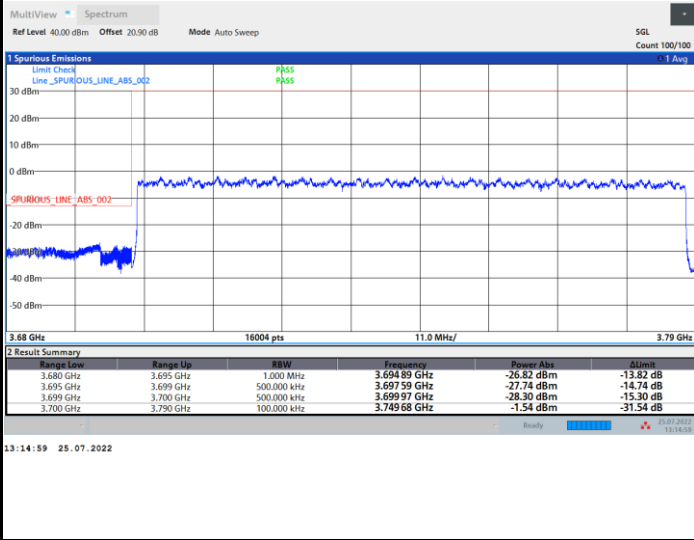 MultiView Spectrum
Ref Level 40.00 dBm Offset 20.90 dB Mode Auto Sweep SGL
Count 100/100
1 Spurious Emissions 1 Avg
Limit Check PASS
Line _SPURIOUS_LINE_ABS_002 PASS
30 dBm
20 dBm
10 dBm
0 dBm
_SPURIOUS_LINE_ABS_002
-20 dBm
-40 dBm
-50 dBm
3.68 GHz 16004 pts 11.0 MHz/ 3.79 GHz
2 Result Summary
Range Low Range Up RBW Frequency Power Abs ΔLimit
3.680 GHz 3.695 GHz 1.000 MHz 3.694 89 GHz -26.82 dBm -13.82 dB
3.695 GHz 3.699 GHz 500.000 kHz 3.697 59 GHz -27.74 dBm -14.74 dB
3.699 GHz 3.700 GHz 500.000 kHz 3.699 97 GHz -28.30 dBm -15.30 dB
3.700 GHz 3.790 GHz 100.000 kHz 3.749 68 GHz -1.54 dBm -31.54 dB
Ready 25.07.2022
13:14:58
13:14:59 25.07.2022